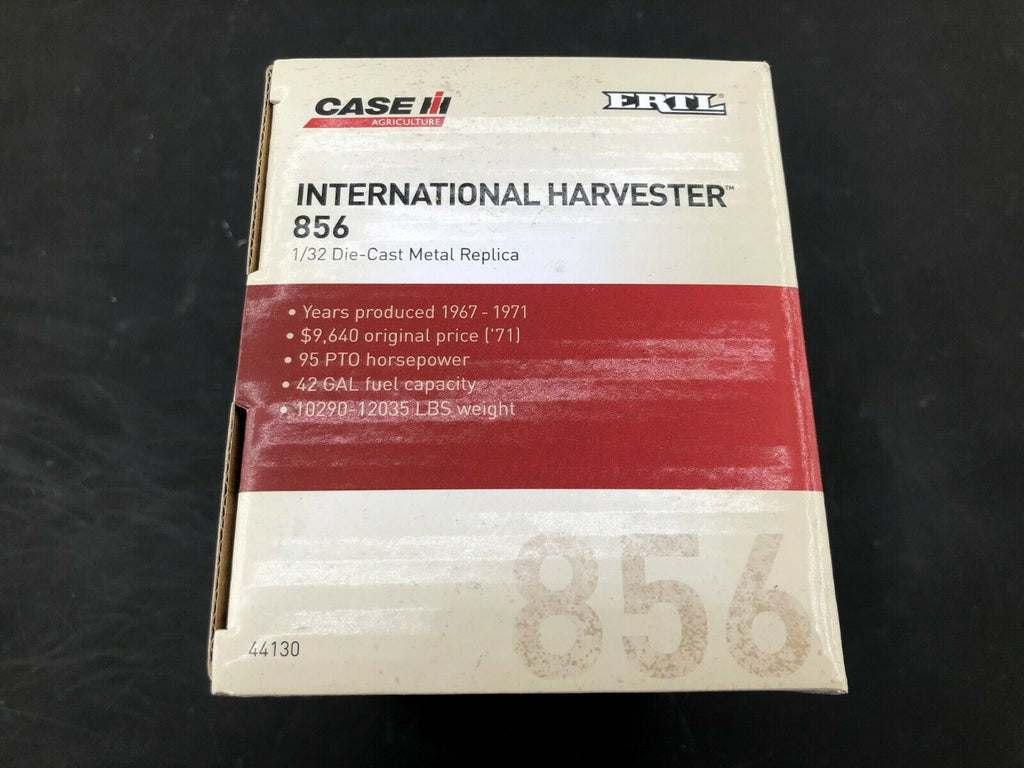 CASE IH
AGRICULTURE
ERTL®
INTERNATIONAL HARVESTER™
856
1/32 Die-Cast Metal Replica
• Years produced 1967 - 1971
• $9,640 original price ('71)
• 95 PTO horsepower
• 42 GAL fuel capacity
• 10290-12035 LBS weight
856
44130